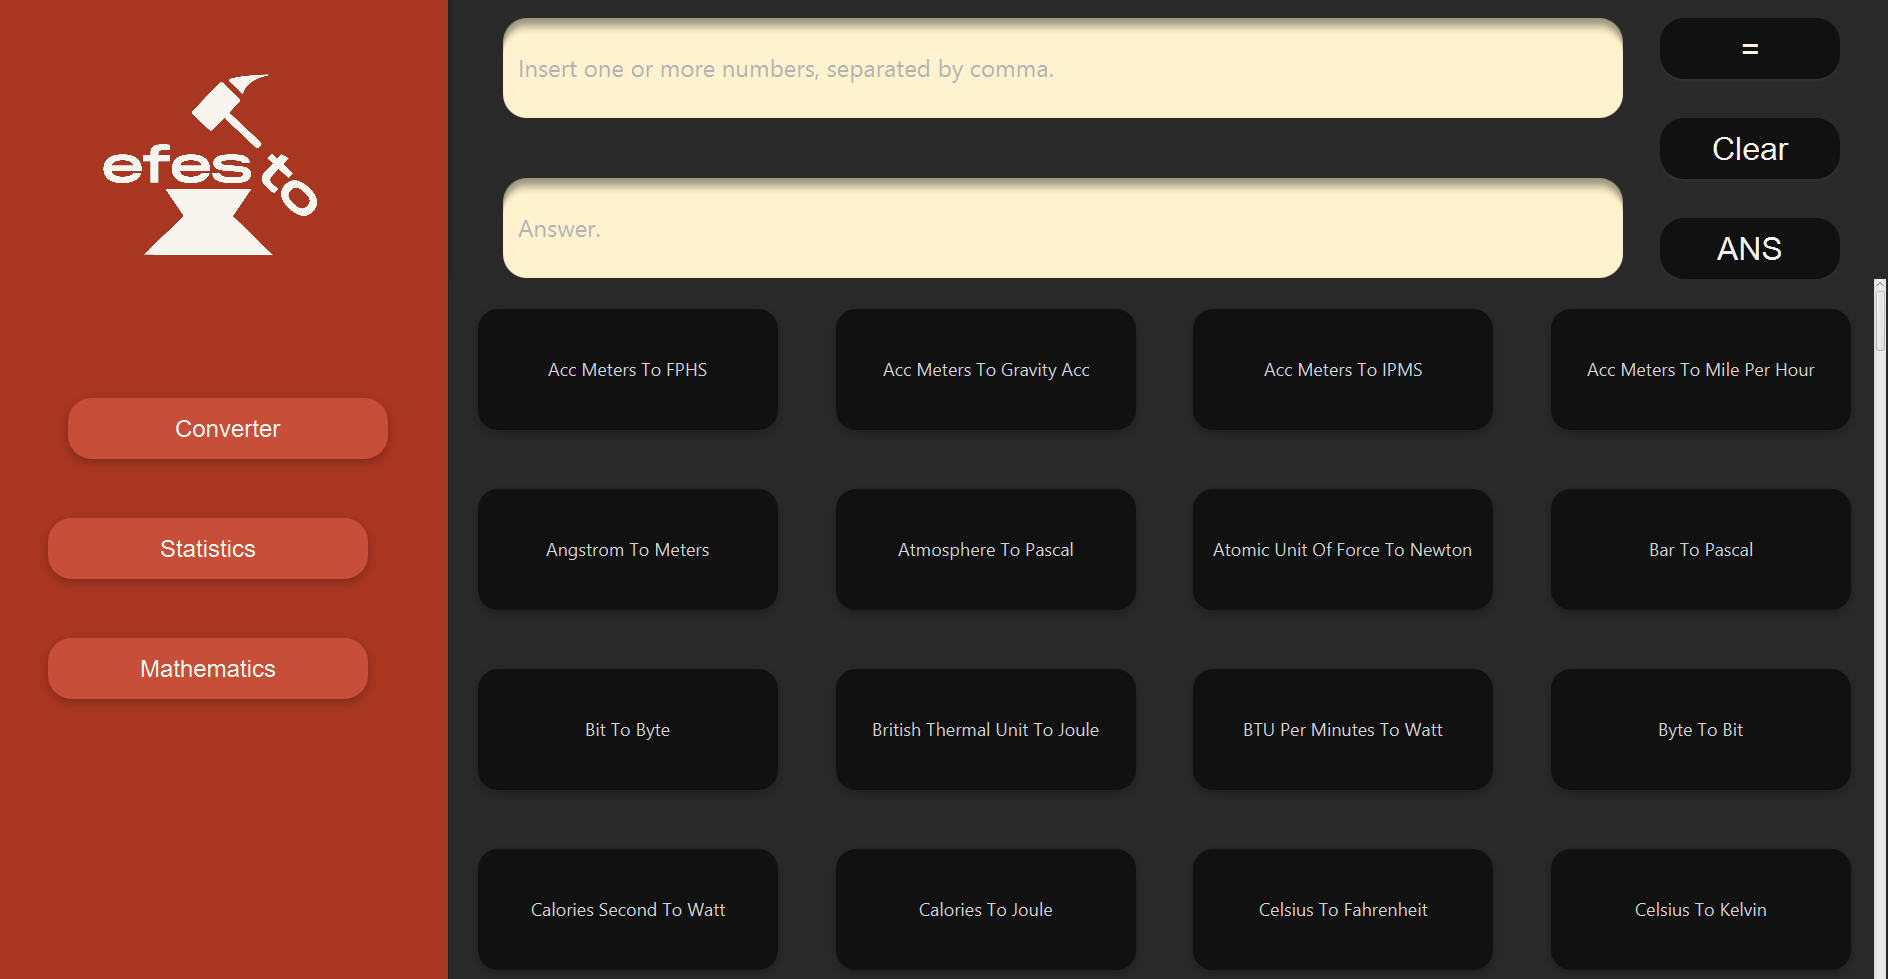 efesto
Converter
Statistics
Mathematics
Insert one or more numbers, separated by comma.
Answer.
=
Clear
ANS
Acc Meters To FPHS
Acc Meters To Gravity Acc
Acc Meters To IPMS
Acc Meters To Mile Per Hour
Angstrom To Meters
Atmosphere To Pascal
Atomic Unit Of Force To Newton
Bar To Pascal
Bit To Byte
British Thermal Unit To Joule
BTU Per Minutes To Watt
Byte To Bit
Calories Second To Watt
Calories To Joule
Celsius To Fahrenheit
Celsius To Kelvin